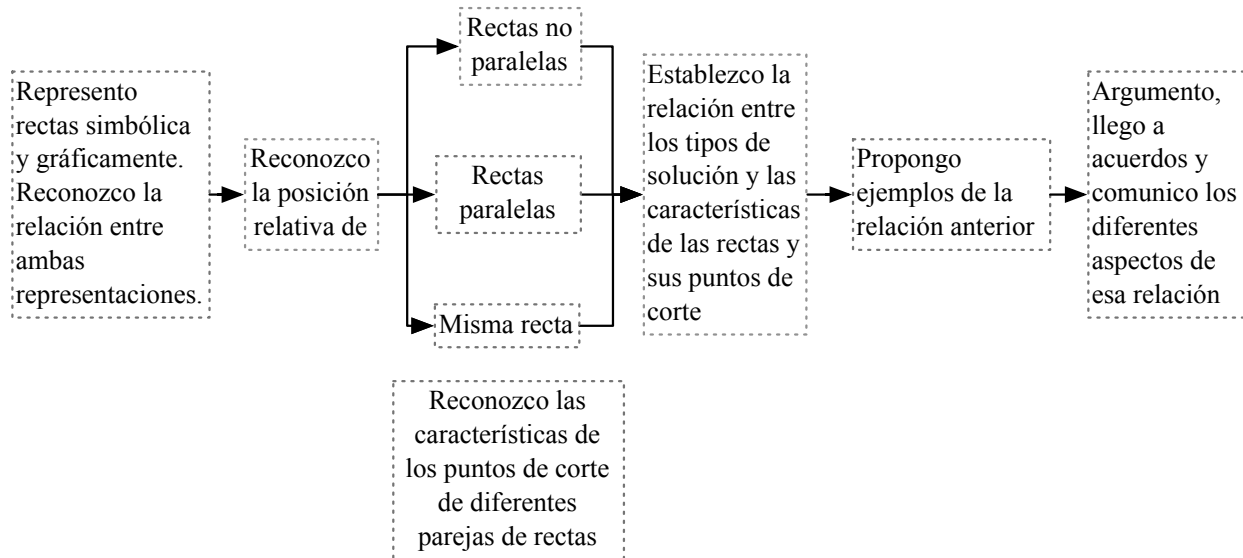 Represento
rectas simbólica
y gráficamente.
Reconozco la
relación entre
ambas
representaciones.
Reconozco
la posición
relativa de
Rectas no
paralelas
Rectas
paralelas
Misma recta
Reconozco las
características de
los puntos de corte
de diferentes
parejas de rectas
Establezco la
relación entre
los tipos de
solución y las
características
de las rectas y
sus puntos de
corte
Propongo
ejemplos de la
relación anterior
Argumento,
llego a
acuerdos y
comunico los
diferentes
aspectos de
esa relación